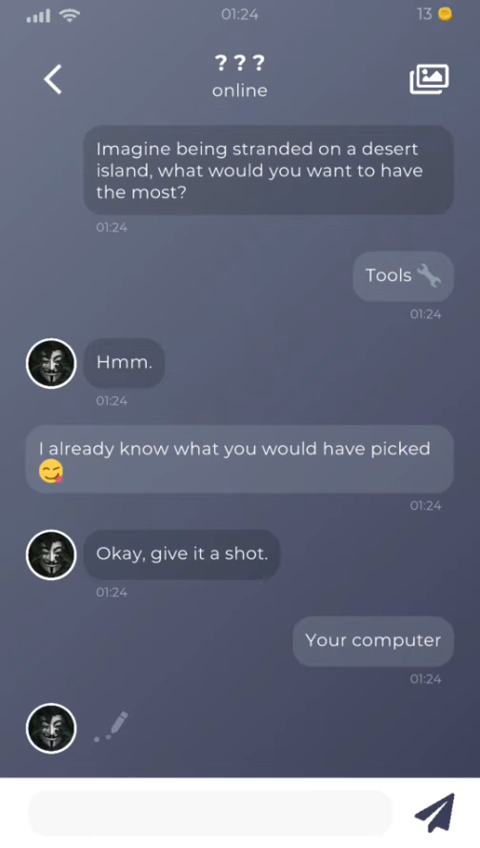 01:24
13
???
online
Imagine being stranded on a desert
island, what would you want to have
the most?
01:24
Tools
01:24
Hmm.
01:24
I already know what you would have picked
01:24
Okay, give it a shot.
01:24
Your computer
01:24